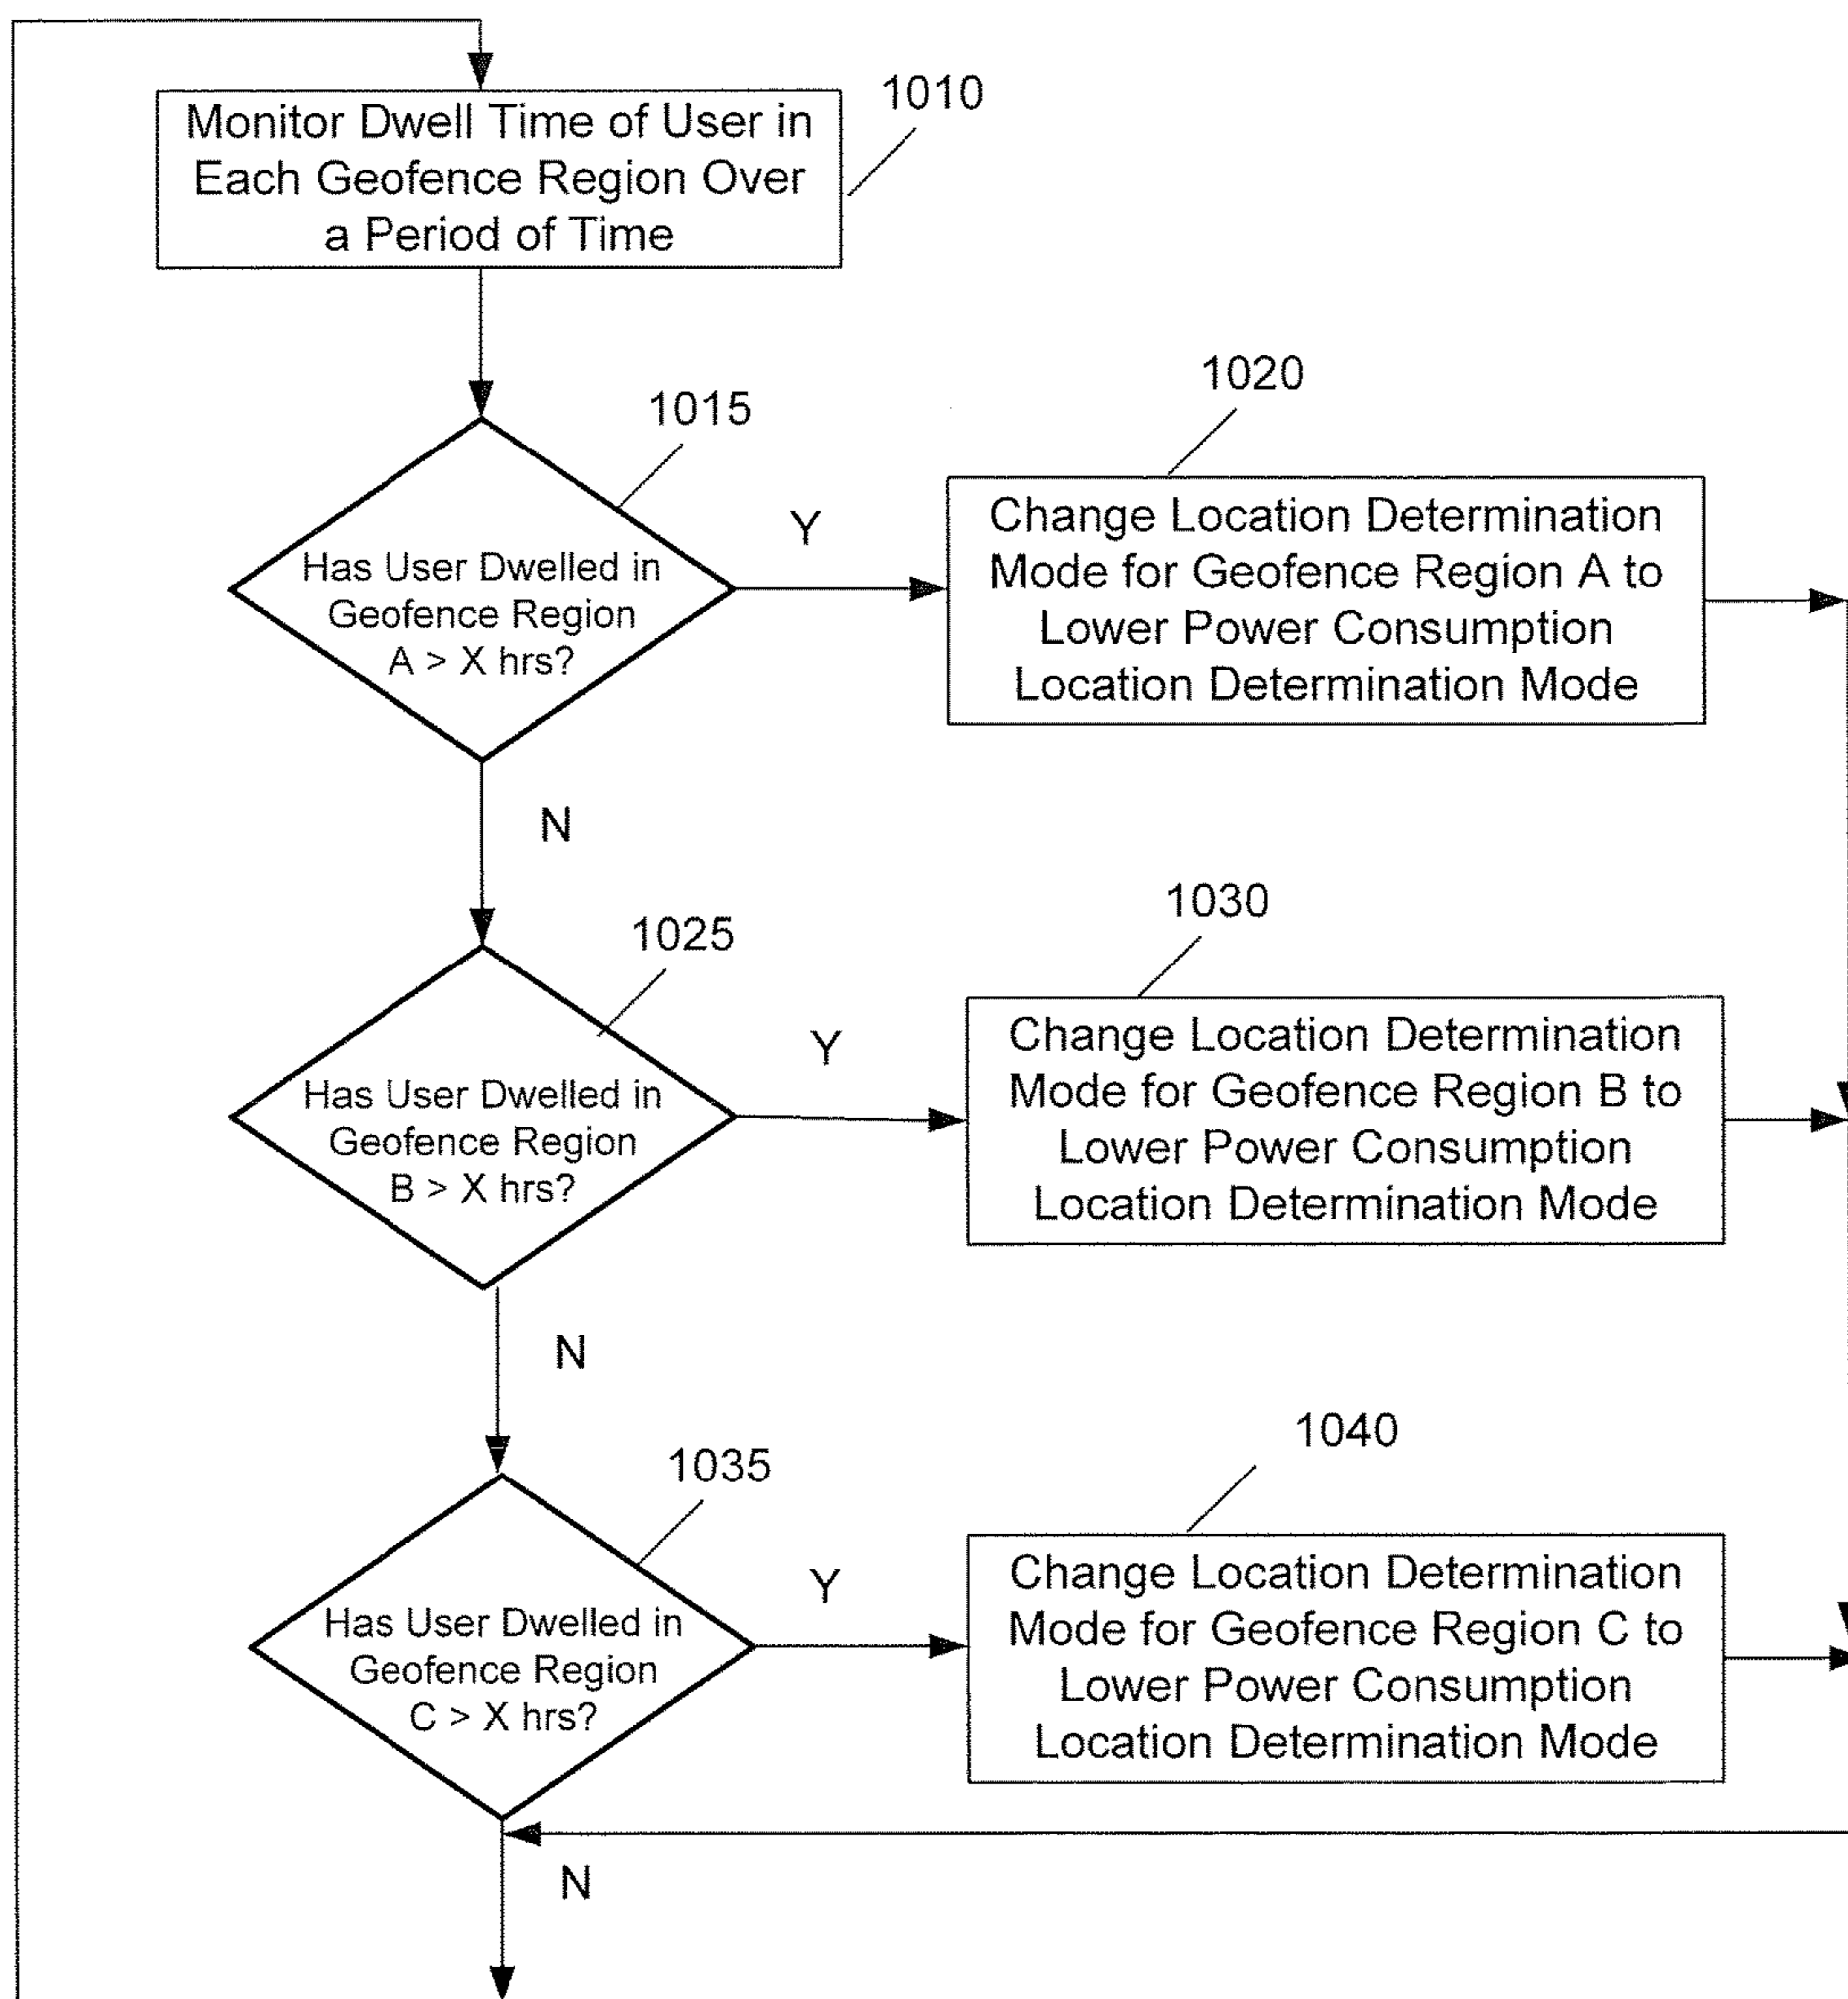 1010
Monitor Dwell Time of User in
Each Geofence Region Over
a Period of Time
1015
Has User Dwelled in
Geofence Region
A > X hrs?
Y
1020
Change Location Determination
Mode for Geofence Region A to
Lower Power Consumption
Location Determination Mode
N
1025
Has User Dwelled in
Geofence Region
B > X hrs?
Y
1030
Change Location Determination
Mode for Geofence Region B to
Lower Power Consumption
Location Determination Mode
N
1035
Has User Dwelled in
Geofence Region
C > X hrs?
Y
1040
Change Location Determination
Mode for Geofence Region C to
Lower Power Consumption
Location Determination Mode
N